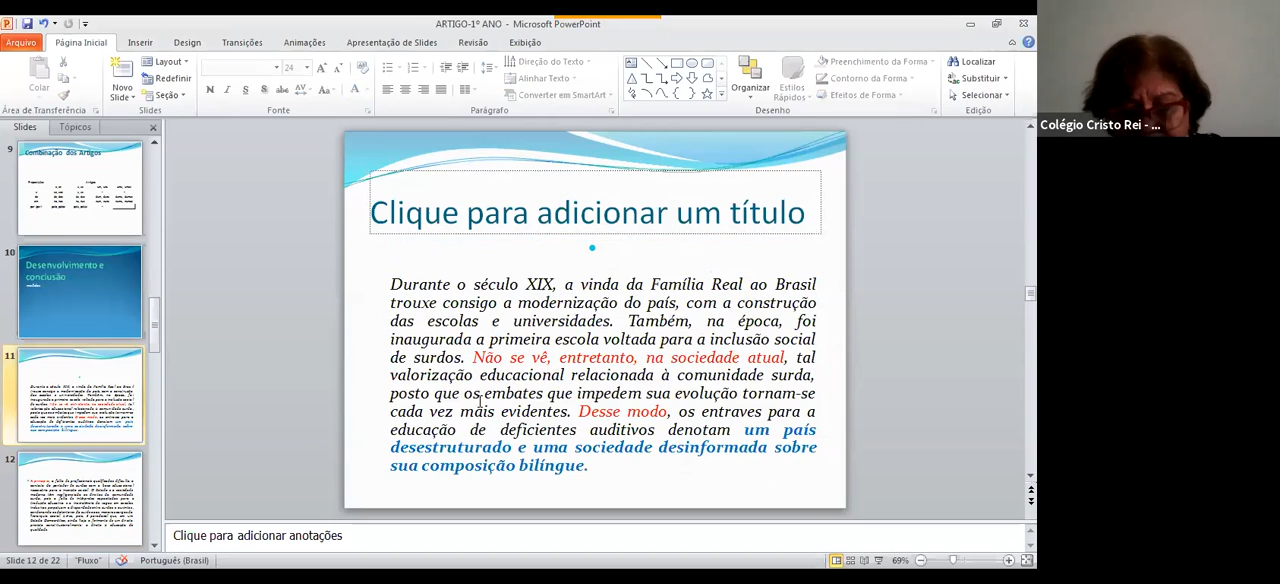 ARTIGO-1º ANO - Microsoft PowerPoint
Arquivo Página Inicial Inserir Design Transições Animações Apresentação de Slides Revisão Exibição
Colar
Área de Transferência
Novo Slide
Layout
Redefinir
Seção
Slides
24
N I S S abc AV Aa A
Fonte
Direção do Texto
Alinhar Texto
Converter em SmartArt
Parágrafo
Organizar
Estilos Rápidos
Preenchimento da Forma
Contorno da Forma
Efeitos de Forma
Desenho
Localizar
Substituir
Selecionar
Edição
Slides Tópicos
9
Combinação dos Artigos
10
Desenvolvimento e
conclusão
11
12
Clique para adicionar um título
Durante o século XIX, a vinda da Família Real ao Brasil
trouxe consigo a modernização do país, com a construção
das escolas e universidades. Também, na época, foi
inaugurada a primeira escola voltada para a inclusão social
de surdos. Não se vê, entretanto, na sociedade atual, tal
valorização educacional relacionada à comunidade surda,
posto que os embates que impedem sua evolução tornam-se
cada vez mais evidentes. Desse modo, os entraves para a
educação de deficientes auditivos denotam um país
desestruturado e uma sociedade desinformada sobre
sua composição bilíngue.
Clique para adicionar anotações
Slide 12 de 22 "Fluxo" Português (Brasil) 69%
Colégio Cristo Rei - ...